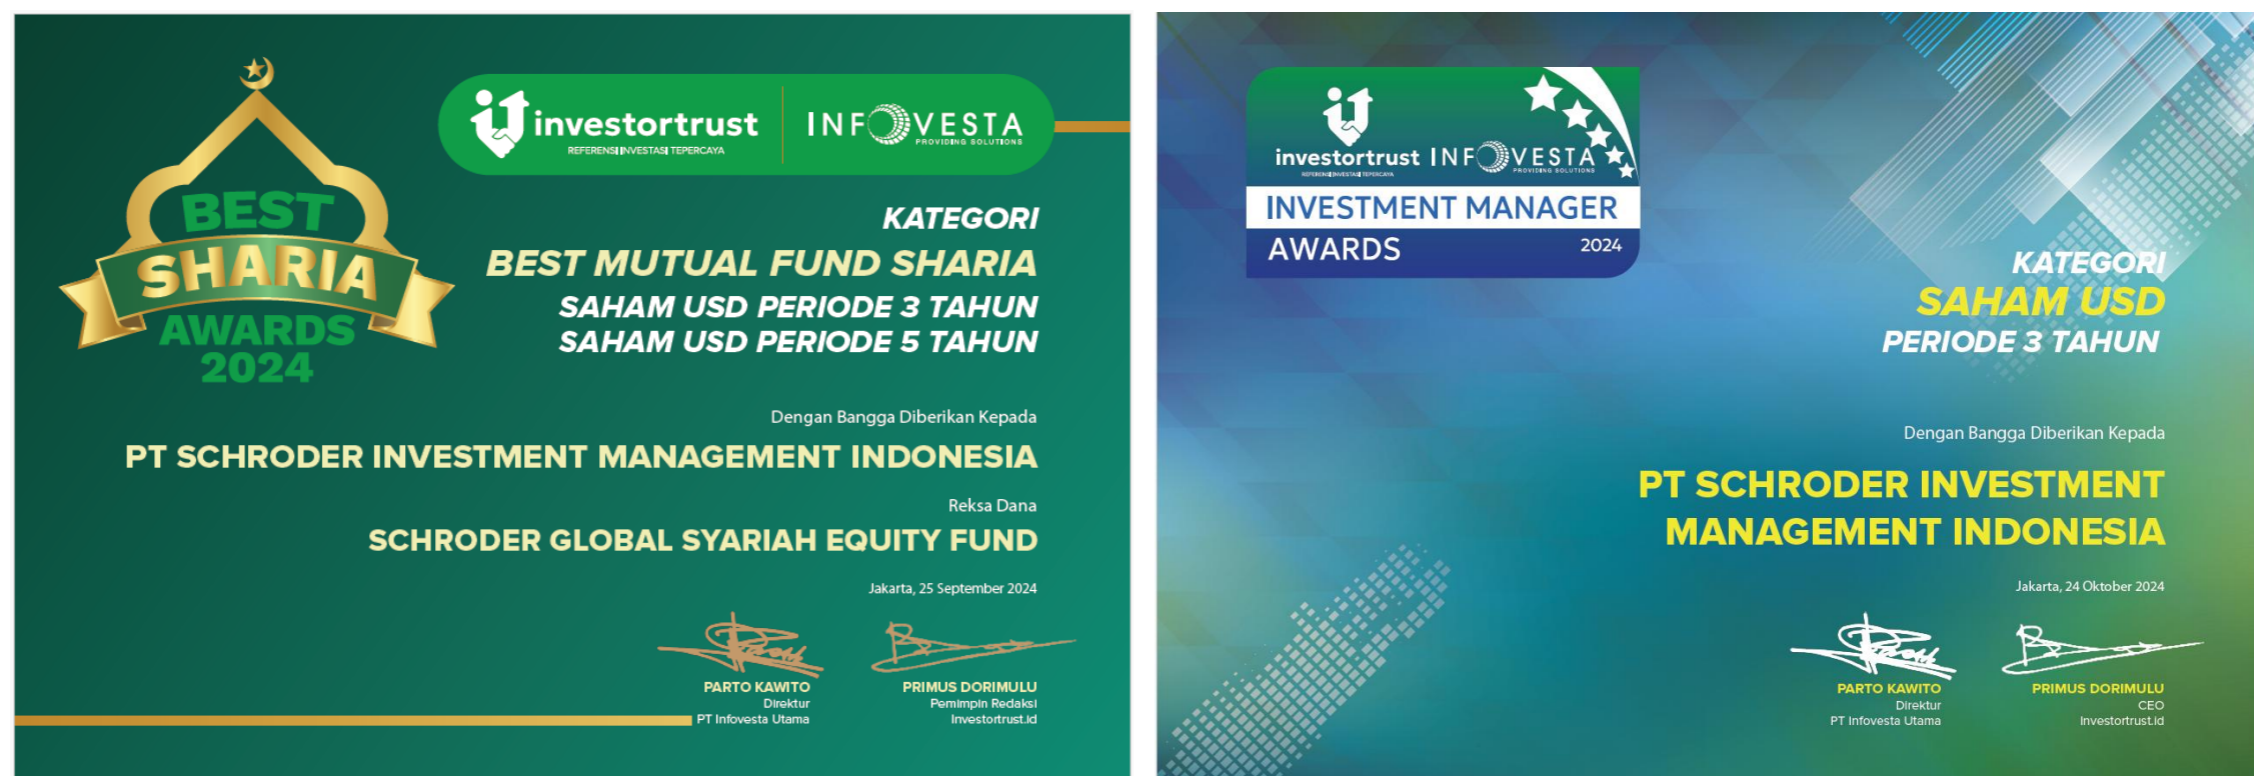 BEST
SHARIA
AWARDS
2024
investortrust
REFERENSI INVESTASI TEPERCAYA
INFOVESTA
PROVIDING SOLUTIONS
KATEGORI
BEST MUTUAL FUND SHARIA
SAHAM USD PERIODE 3 TAHUN
SAHAM USD PERIODE 5 TAHUN
Dengan Bangga Diberikan Kepada
PT SCHRODER INVESTMENT MANAGEMENT INDONESIA
Reksa Dana
SCHRODER GLOBAL SYARIAH EQUITY FUND
Jakarta, 25 September 2024
PARTO KAWITO
Direktur
PT Infovesta Utama
PRIMUS DORIMULU
Pemimpin Redaksi
Investortrust.id
investortrust
REFERENSI INVESTASI TEPERCAYA
INFOVESTA
PROVIDING SOLUTIONS
INVESTMENT MANAGER
AWARDS 2024
KATEGORI
SAHAM USD
PERIODE 3 TAHUN
Dengan Bangga Diberikan Kepada
PT SCHRODER INVESTMENT
MANAGEMENT INDONESIA
Jakarta, 24 Oktober 2024
PARTO KAWITO
Direktur
PT Infovesta Utama
PRIMUS DORIMULU
CEO
Investortrust.id